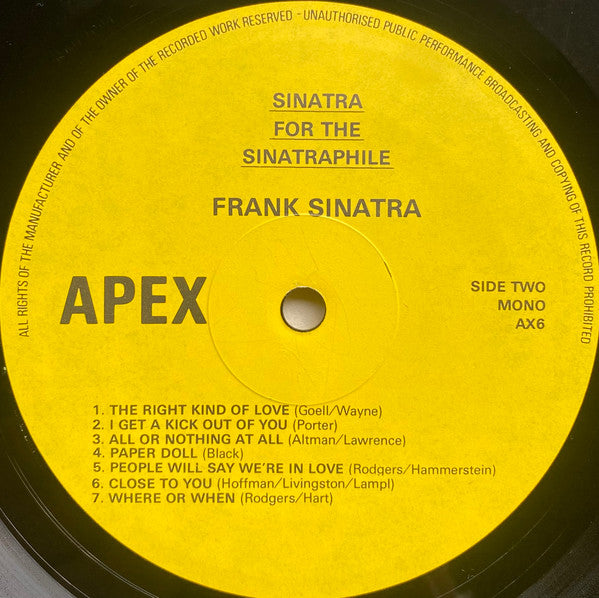 ALL RIGHTS OF THE MANUFACTURER AND OF THE OWNER OF THE RECORDED WORK RESERVED - UNAUTHORISED PUBLIC PERFORMANCE BROADCASTING AND COPYING OF THIS RECORD PROHIBITED
SINATRA
FOR THE
SINATRAPHILE
FRANK SINATRA
APEX
SIDE TWO
MONO
AX6
1. THE RIGHT KIND OF LOVE (Goell/Wayne)
2. I GET A KICK OUT OF YOU (Porter)
3. ALL OR NOTHING AT ALL (Altman/Lawrence)
4. PAPER DOLL (Black)
5. PEOPLE WILL SAY WE'RE IN LOVE (Rodgers/Hammerstein)
6. CLOSE TO YOU (Hoffman/Livingston/Lampl)
7. WHERE OR WHEN (Rodgers/Hart)